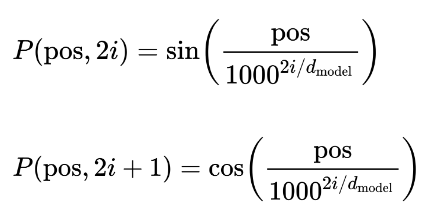 P(pos, 2i) = sin(pos / 1000^{2i/d_model})
P(pos, 2i + 1) = cos(pos / 1000^{2i/d_model})